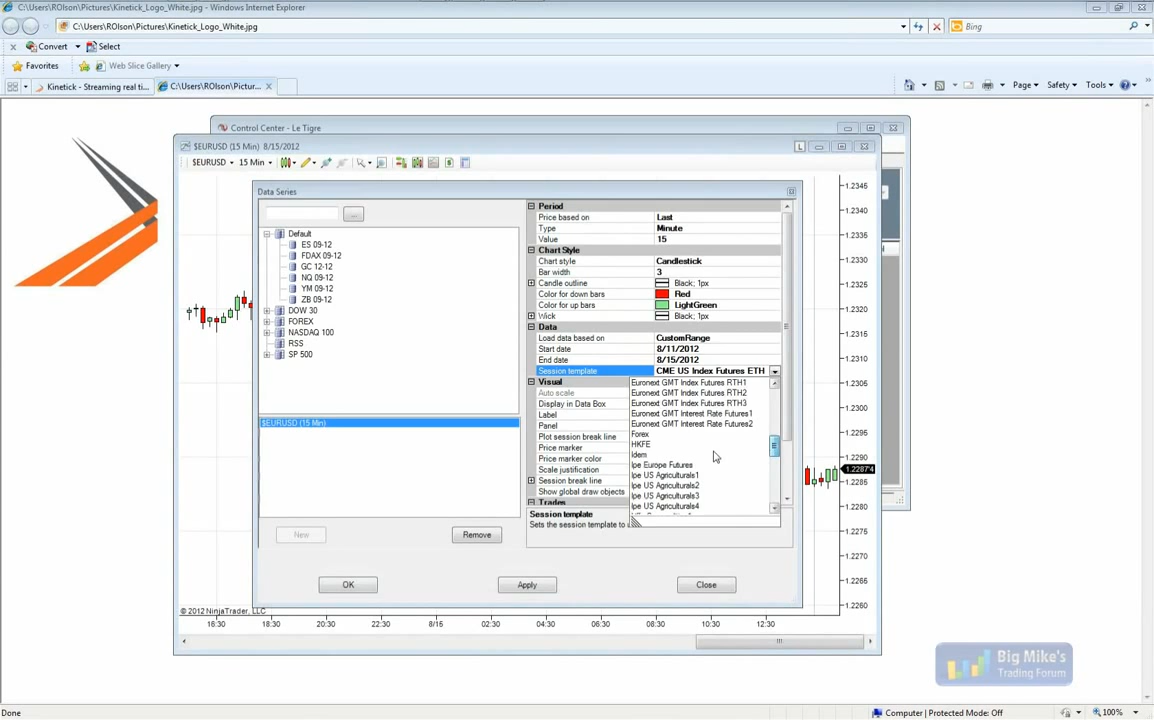 C:\Users\ROlson\Pictures\Kinetick_Logo_White.jpg - Windows Internet Explorer
C:\Users\ROlson\Pictures\Kinetick_Logo_White.jpg
Bing
x Convert Select
Favorites Web Slice Gallery
Kinetick - Streaming real ti...
C:\Users\ROlson\Pictur...
Page Safety Tools
Control Center - Le Tigre
$EURUSD (15 Min) 8/15/2012
L
$EURUSD 15 Min
Data Series
...
Default
ES 09-12
FDAX 09-12
GC 12-12
NQ 09-12
YM 09-12
ZB 09-12
DOW 30
FOREX
NASDAQ 100
RSS
SP 500
$EURUSD (15 Min)
New
Remove
Period
Price based on Last
Type Minute
Value 15
Chart Style
Chart style Candlestick
Bar width 3
Candle outline Black; 1px
Color for down bars Red
Color for up bars LightGreen
Wick Black; 1px
Data
Load data based on CustomRange
Start date 8/11/2012
End date 8/15/2012
Session template CME US Index Futures ETH
Visual
Auto scale
Display in Data Box
Label
Panel
Plot session break line
Price marker
Price marker color
Scale justification
Session break line
Show global draw objects
Trades
Euronext GMT Index Futures RTH1
Euronext GMT Index Futures RTH2
Euronext GMT Index Futures RTH3
Euronext GMT Interest Rate Futures1
Euronext GMT Interest Rate Futures2
Forex
HKFE
Idem
Ipe Europe Futures
Ipe US Agriculturals1
Ipe US Agriculturals2
Ipe US Agriculturals3
Ipe US Agriculturals4
Session template
Sets the session template to u
OK
Apply
Close
1.2345
1.2340
1.2335
1.2330
1.2325
1.2320
1.2315
1.2310
1.2305
1.2300
1.2295
1.2290
1.2287'4
1.2285
1.2280
1.2275
1.2270
1.2265
1.2260
© 2012 NinjaTrader, LLC
16:30 18:30 20:30 22:30 8/16 02:30 04:30 06:30 08:30 10:30 12:30
Big Mike's
Trading Forum
Done
Computer | Protected Mode: Off
100%